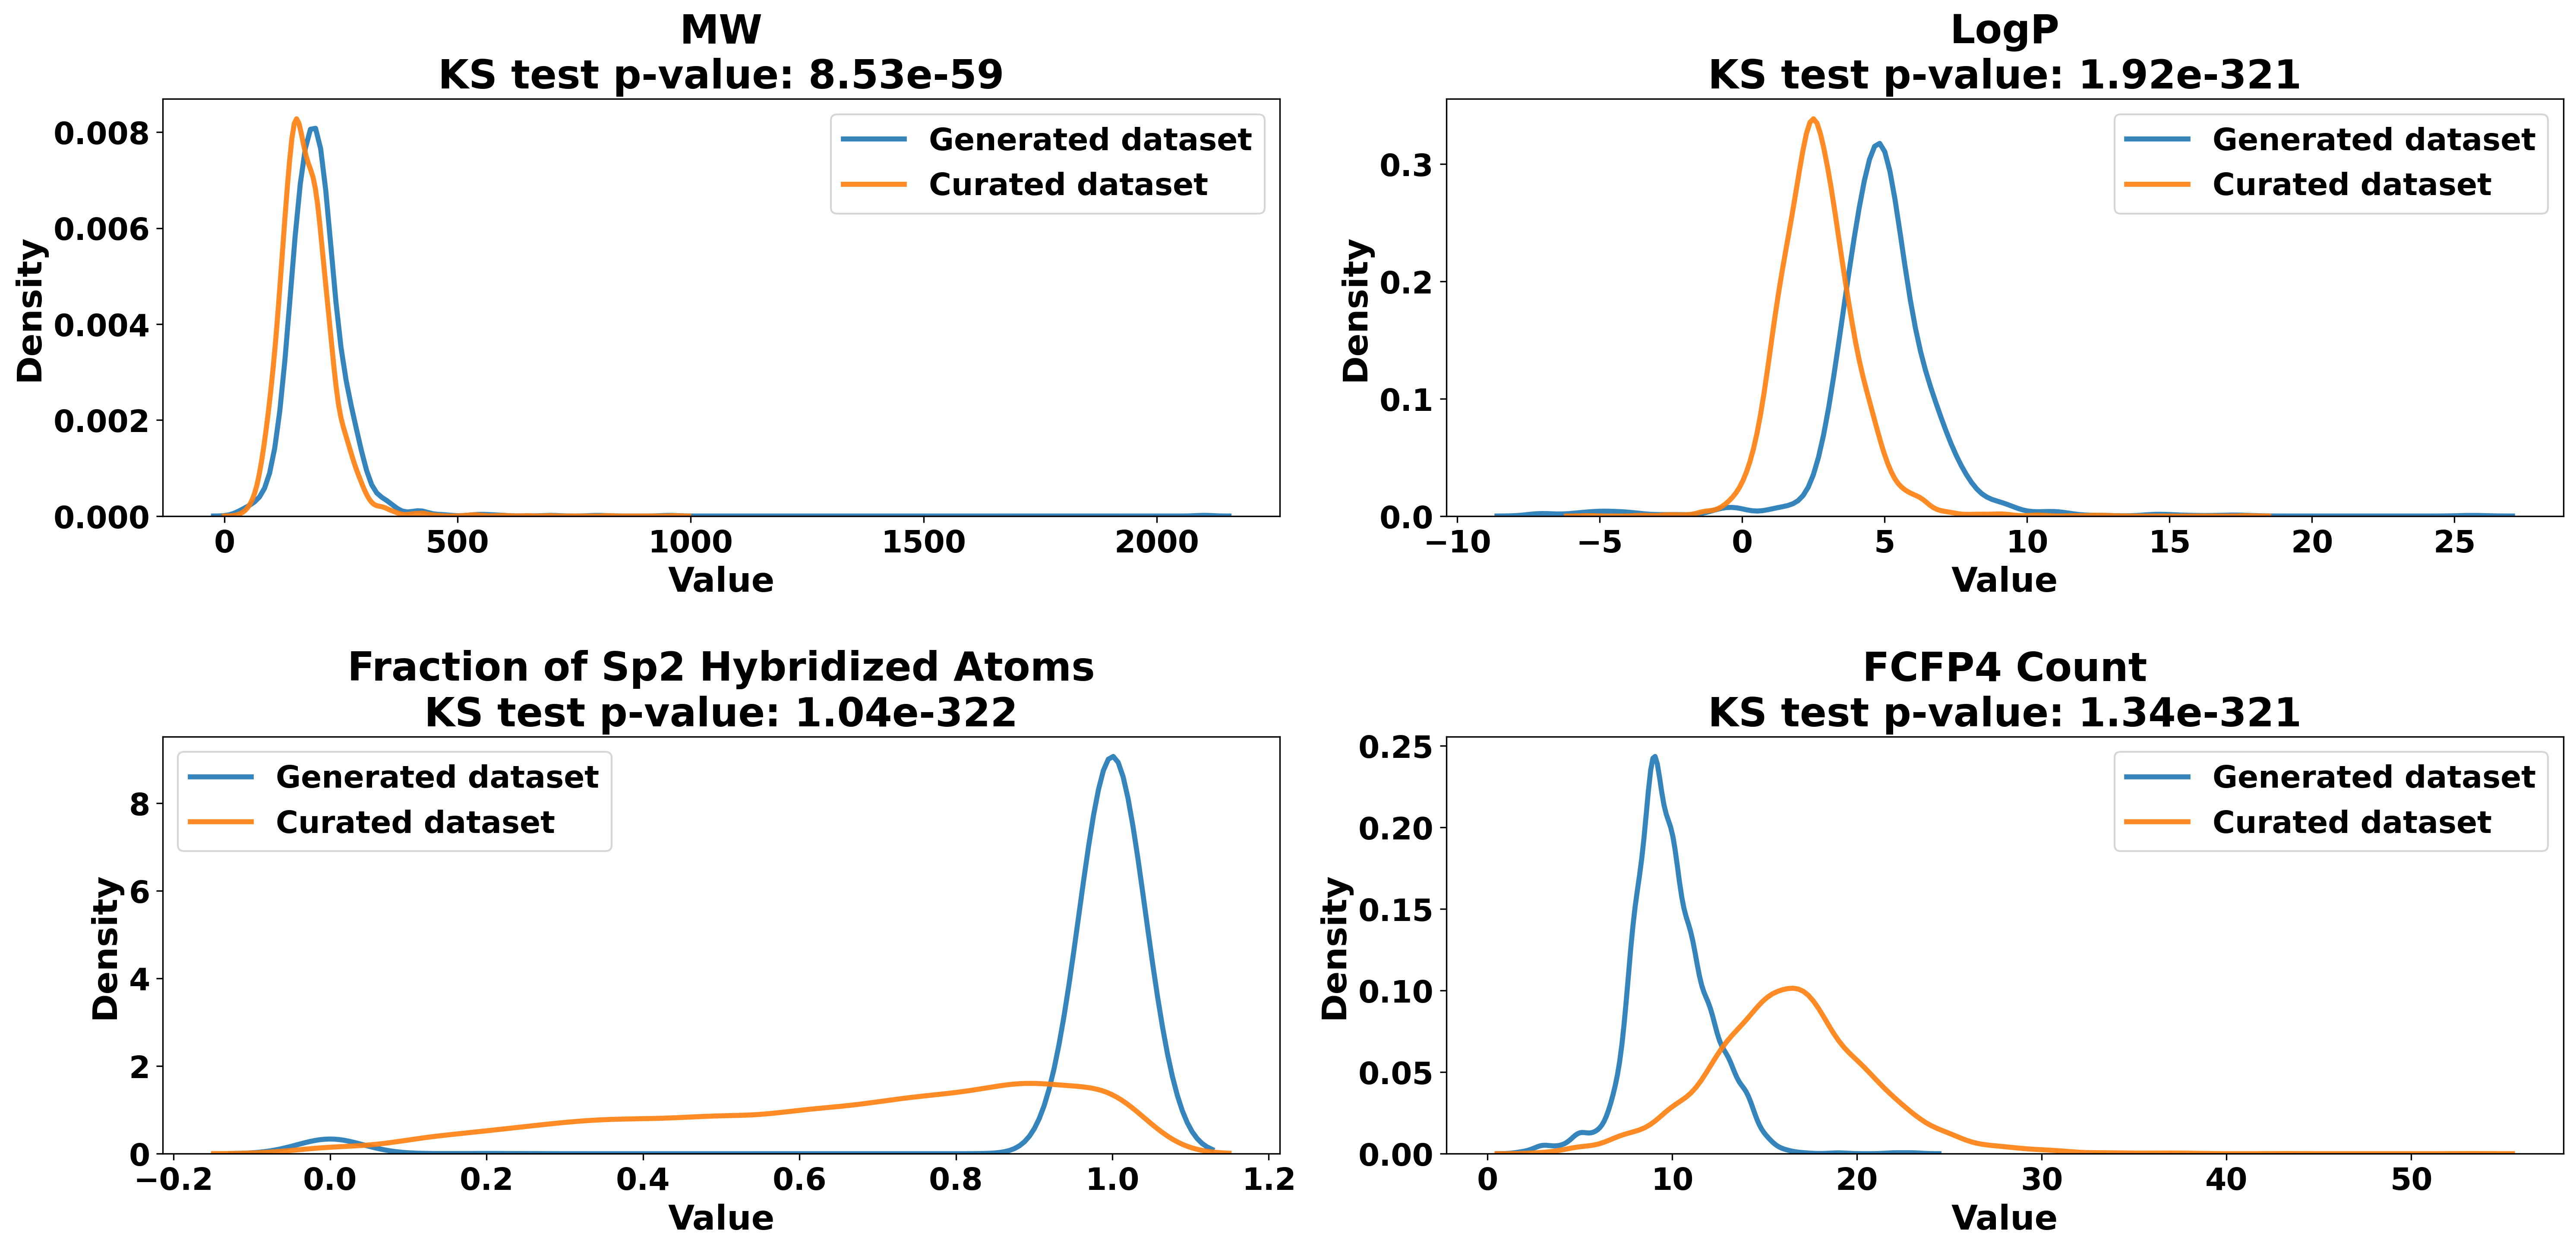 MW
KS test p-value: 8.53e-59
Density
0.008
0.006
0.004
0.002
0.000
Generated dataset
Curated dataset
0 500 1000 1500 2000
Value
LogP
KS test p-value: 1.92e-321
Density
0.3
0.2
0.1
0.0
Generated dataset
Curated dataset
−10 −5 0 5 10 15 20 25
Value
Fraction of Sp2 Hybridized Atoms
KS test p-value: 1.04e-322
Density
8
6
4
2
0
Generated dataset
Curated dataset
−0.2 0.0 0.2 0.4 0.6 0.8 1.0 1.2
Value
FCFP4 Count
KS test p-value: 1.34e-321
Density
0.25
0.20
0.15
0.10
0.05
0.00
Generated dataset
Curated dataset
0 10 20 30 40 50
Value